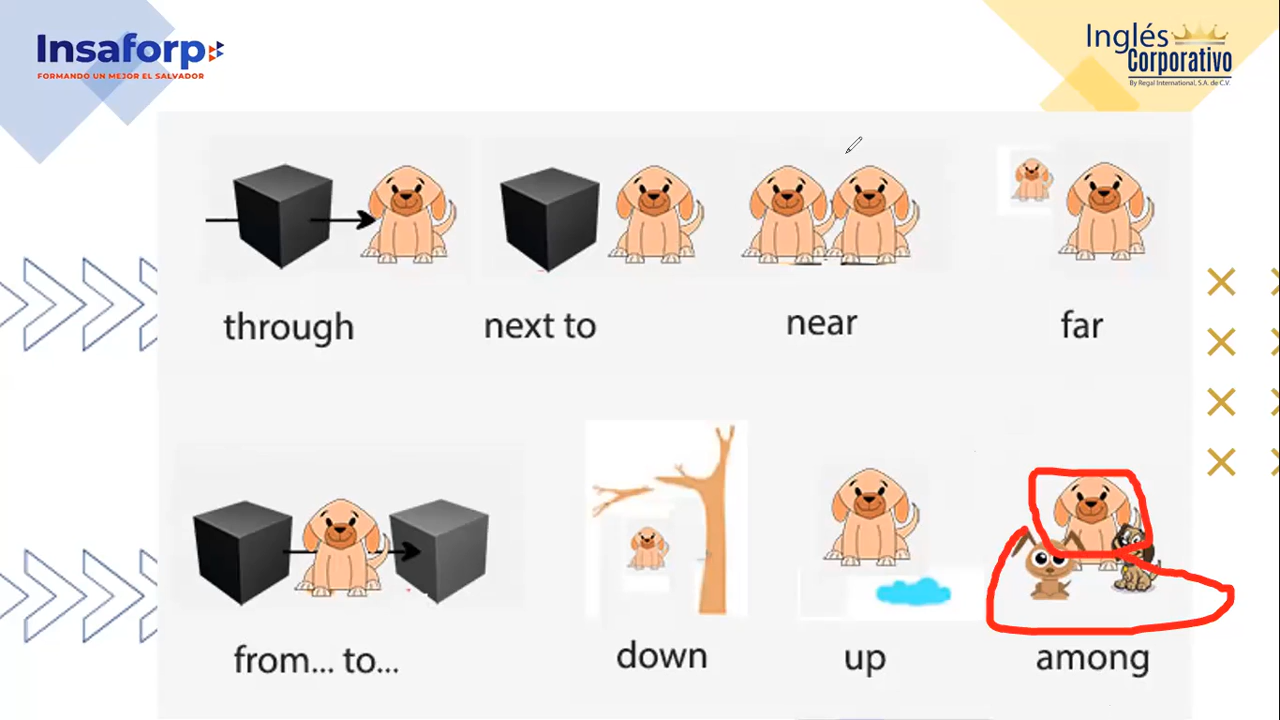 Insaforp
FORMANDO UN MEJOR EL SALVADOR
Inglés
Corporativo
By Regal International, S.A. de C.V.
through
next to
near
far
from... to...
down
up
among